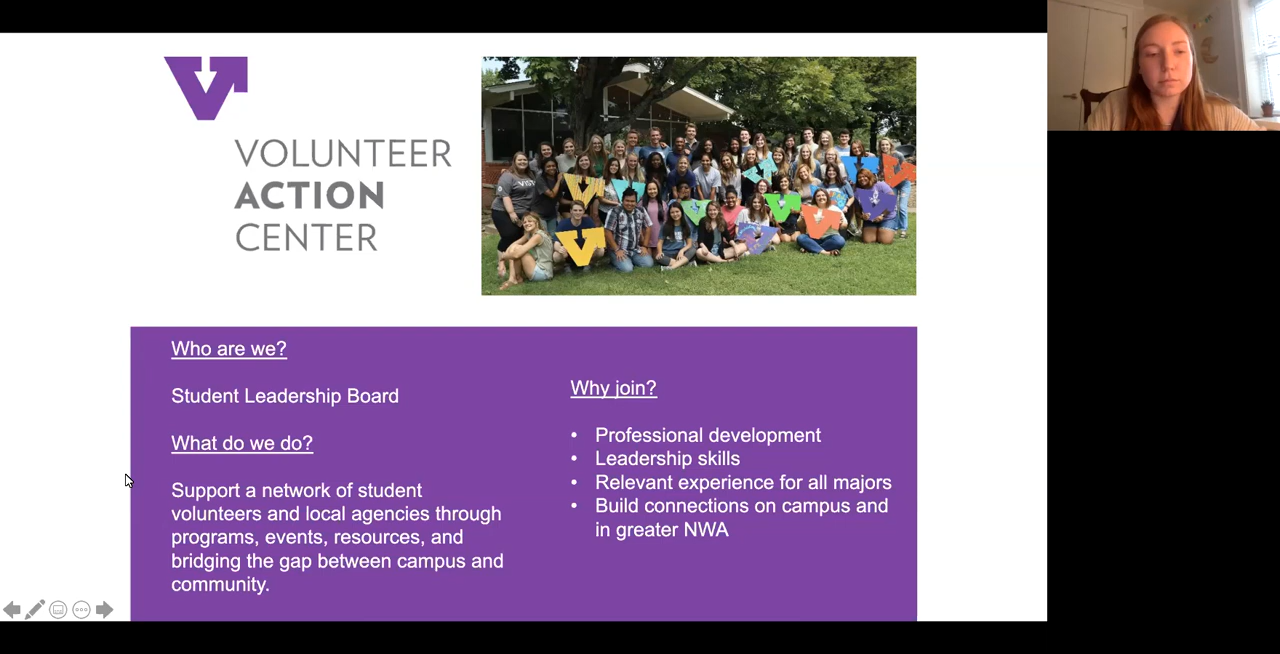 VOLUNTEER
ACTION
CENTER
Who are we?
Student Leadership Board
What do we do?
Support a network of student
volunteers and local agencies through
programs, events, resources, and
bridging the gap between campus and
community.
Why join?
• Professional development
• Leadership skills
• Relevant experience for all majors
• Build connections on campus and
in greater NWA